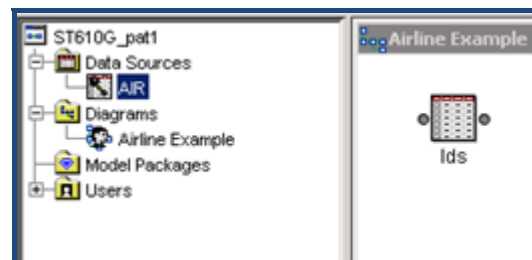 ST610G_pat1
Data Sources
AIR
Diagrams
Airline Example
Model Packages
Users
Airline Example
Ids